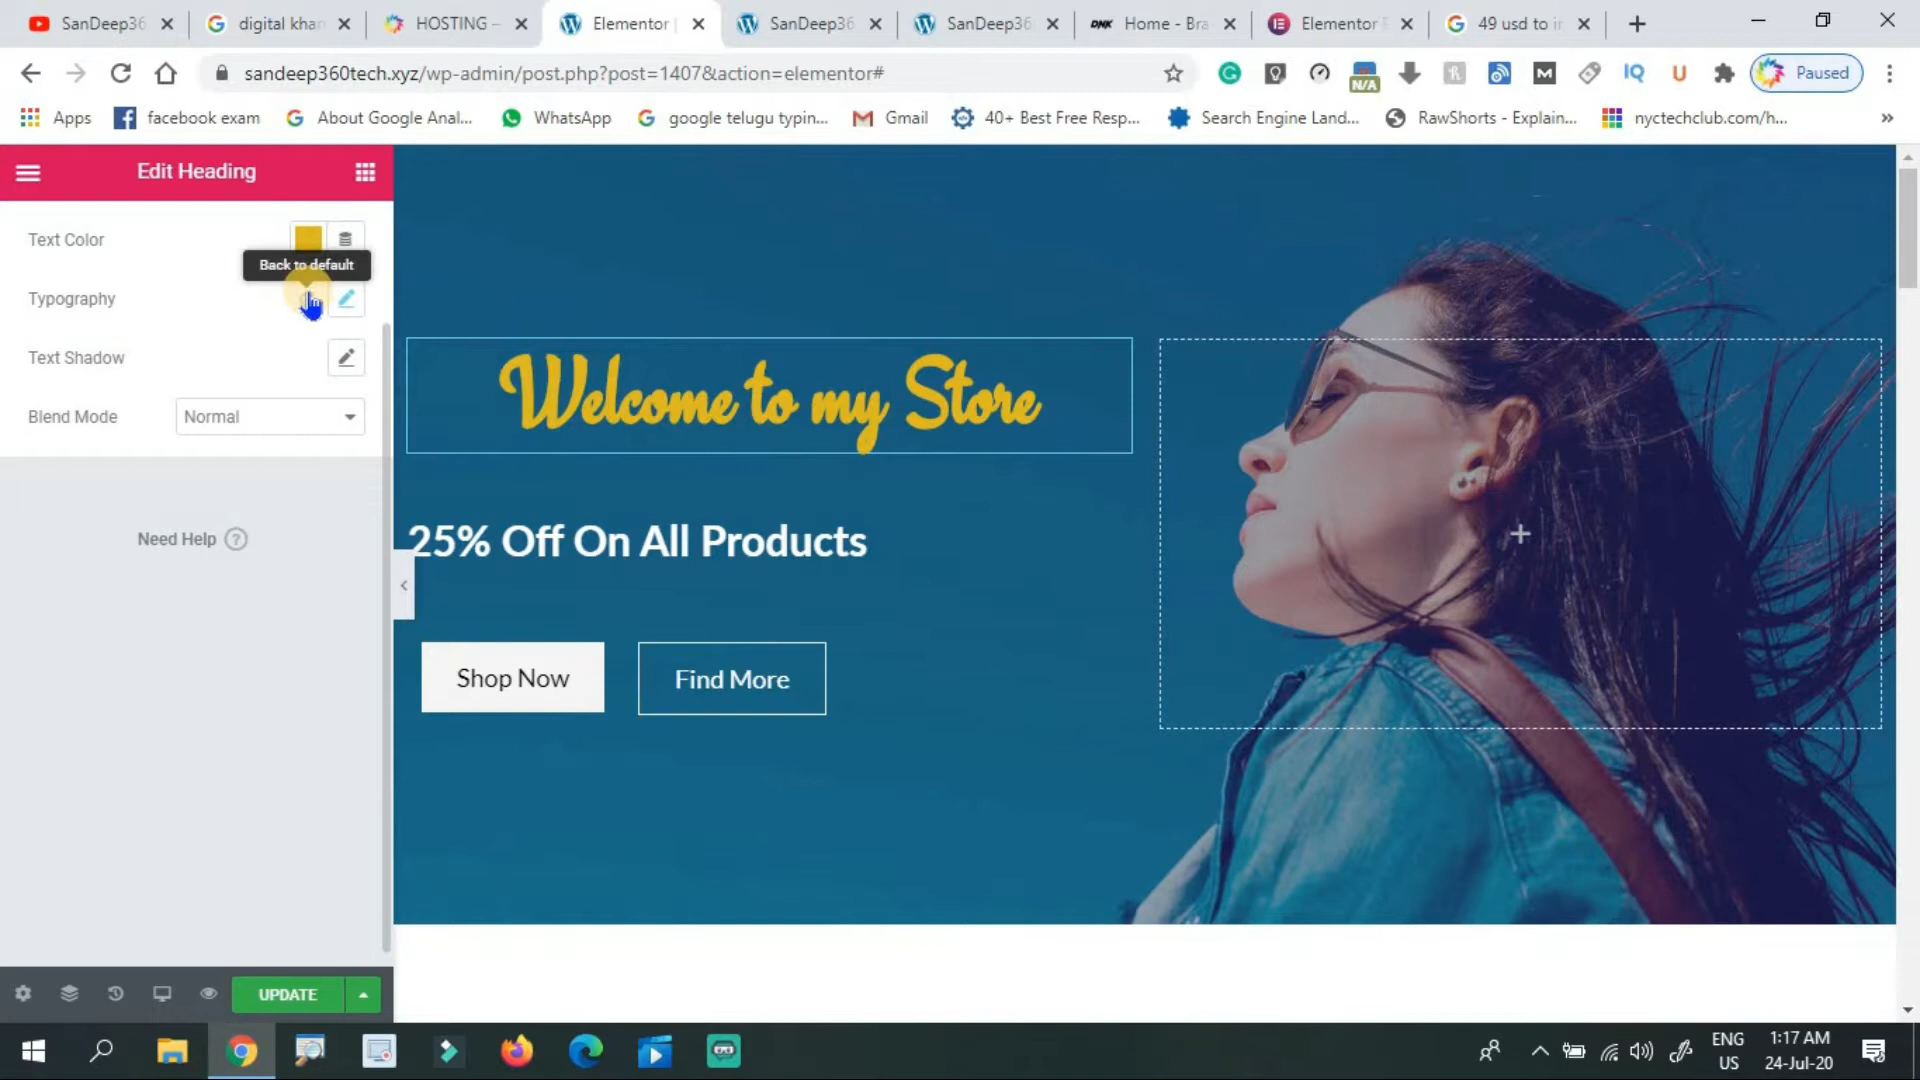 SanDeep36
digital khan
HOSTING –
Elementor
SanDeep36
SanDeep36
DNK
Home - Bra
Elementor
49 usd to in
sandeep360tech.xyz/wp-admin/post.php?post=1407&action=elementor#
N/A
M
IQ
U
Paused
Apps
facebook exam
About Google Anal...
WhatsApp
google telugu typin...
Gmail
40+ Best Free Resp...
Search Engine Land...
RawShorts - Explain...
nyctechclub.com/h...
»
Edit Heading
Text Color
Back to default
Typography
Text Shadow
Blend Mode
Normal
Need Help ?
Welcome to my Store
25% Off On All Products
Shop Now
Find More
UPDATE
ENG
US
1:17 AM
24-Jul-20